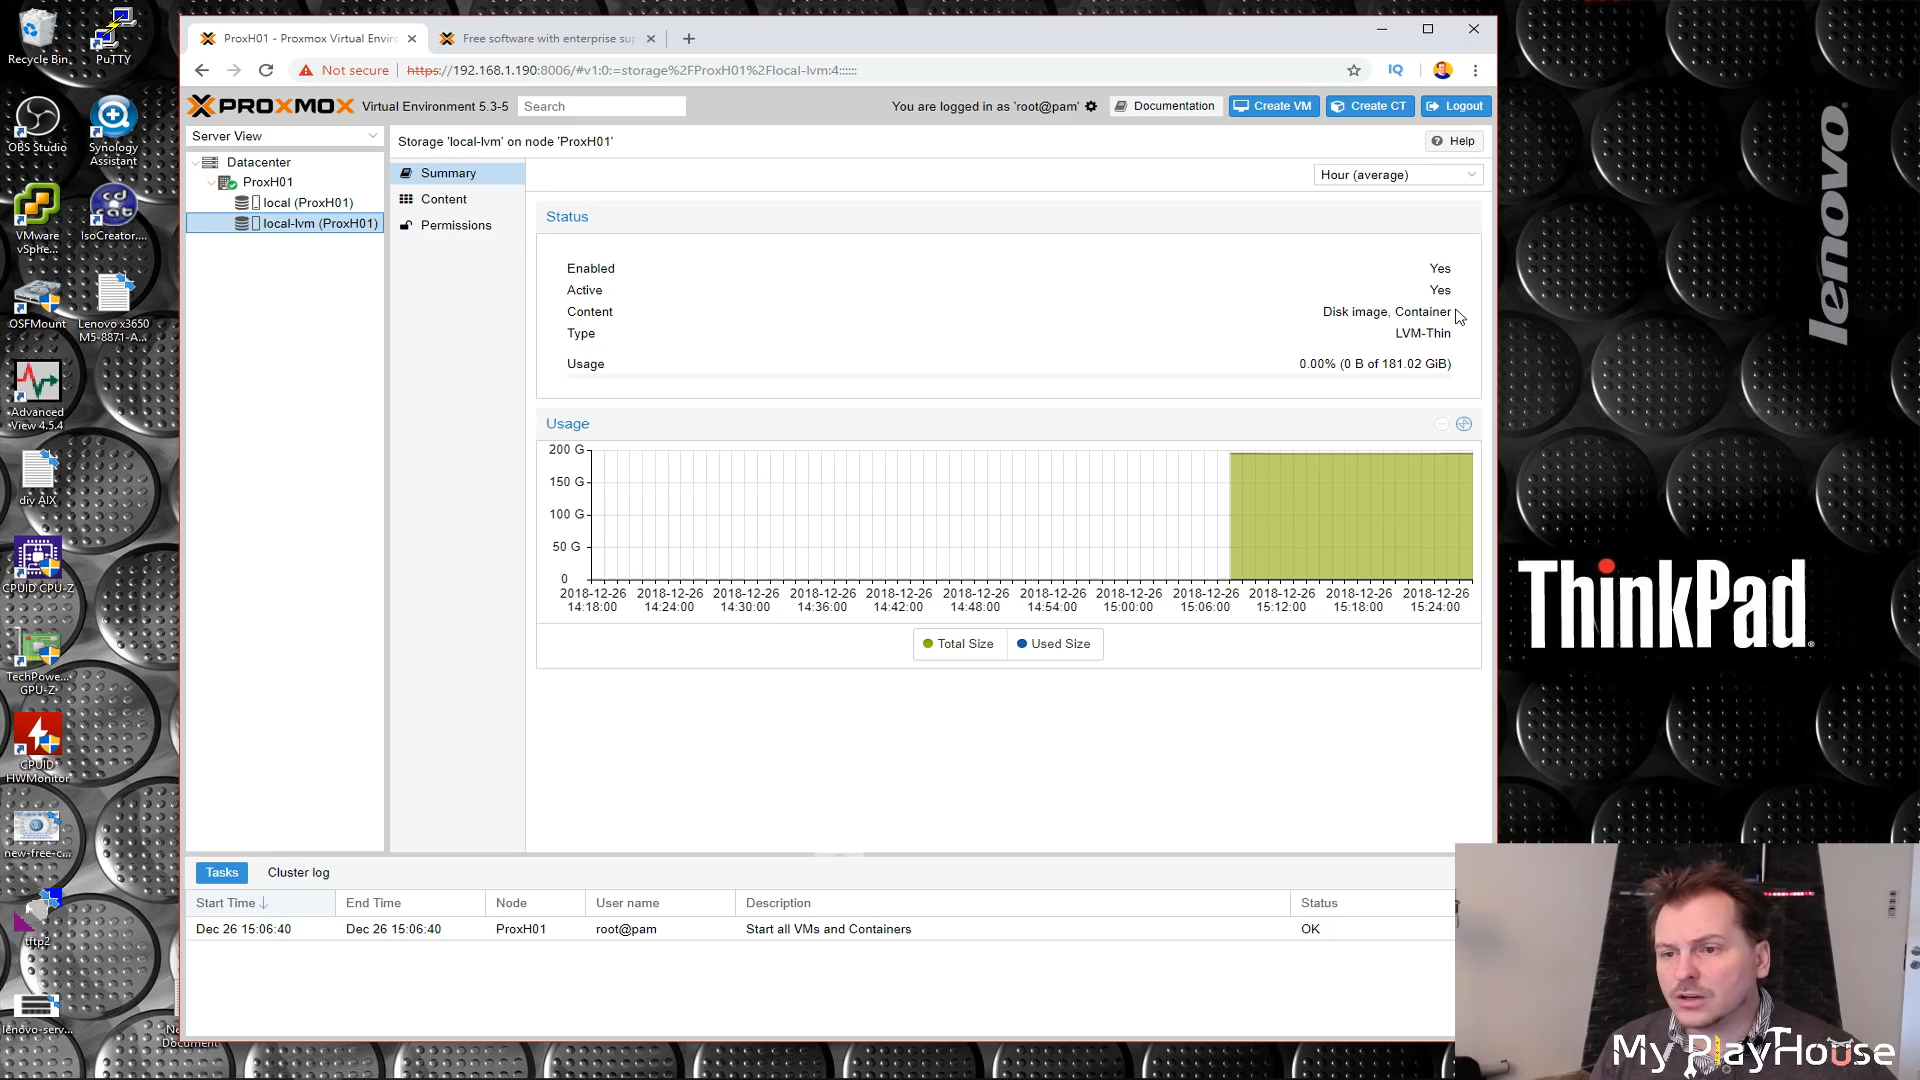 ProxH01 - Proxmox Virtual Enviro
Free software with enterprise sup
Not secure
https://192.168.1.190:8006/#v1:0:=storage%2FProxH01%2Flocal-lvm:4::::::
IQ
PROXMOX
Virtual Environment 5.3-5
Search
You are logged in as 'root@pam'
Documentation
Create VM
Create CT
Logout
Server View
Storage 'local-lvm' on node 'ProxH01'
Help
Datacenter
ProxH01
local (ProxH01)
local-lvm (ProxH01)
Summary
Content
Permissions
Hour (average)
Status
Enabled Yes
Active Yes
Content Disk image, Container
Type LVM-Thin
Usage 0.00% (0 B of 181.02 GiB)
Usage
200 G
150 G
100 G
50 G
0
2018-12-26 2018-12-26 2018-12-26 2018-12-26 2018-12-26 2018-12-26 2018-12-26 2018-12-26 2018-12-26 2018-12-26 2018-12-26 2018-12-26
14:18:00 14:24:00 14:30:00 14:36:00 14:42:00 14:48:00 14:54:00 15:00:00 15:06:00 15:12:00 15:18:00 15:24:00
Total Size
Used Size
Tasks
Cluster log
Start Time End Time Node User name Description Status
Dec 26 15:06:40 Dec 26 15:06:40 ProxH01 root@pam Start all VMs and Containers OK
Recycle Bin
PuTTY
OBS Studio
Synology
Assistant
VMware
vSphe...
cd
cat
IsoCreator....
OSFMount
Lenovo x3650
M5-8871-A...
Advanced
View 4.5.4
div AIX
CPUID CPU-Z
TechPowe...
GPU-Z
CPUID
HWMonitor
new-free-c...
tftp2
lenovo-serv...
Ne
Document
lenovo
ThinkPad
My PlayHouse